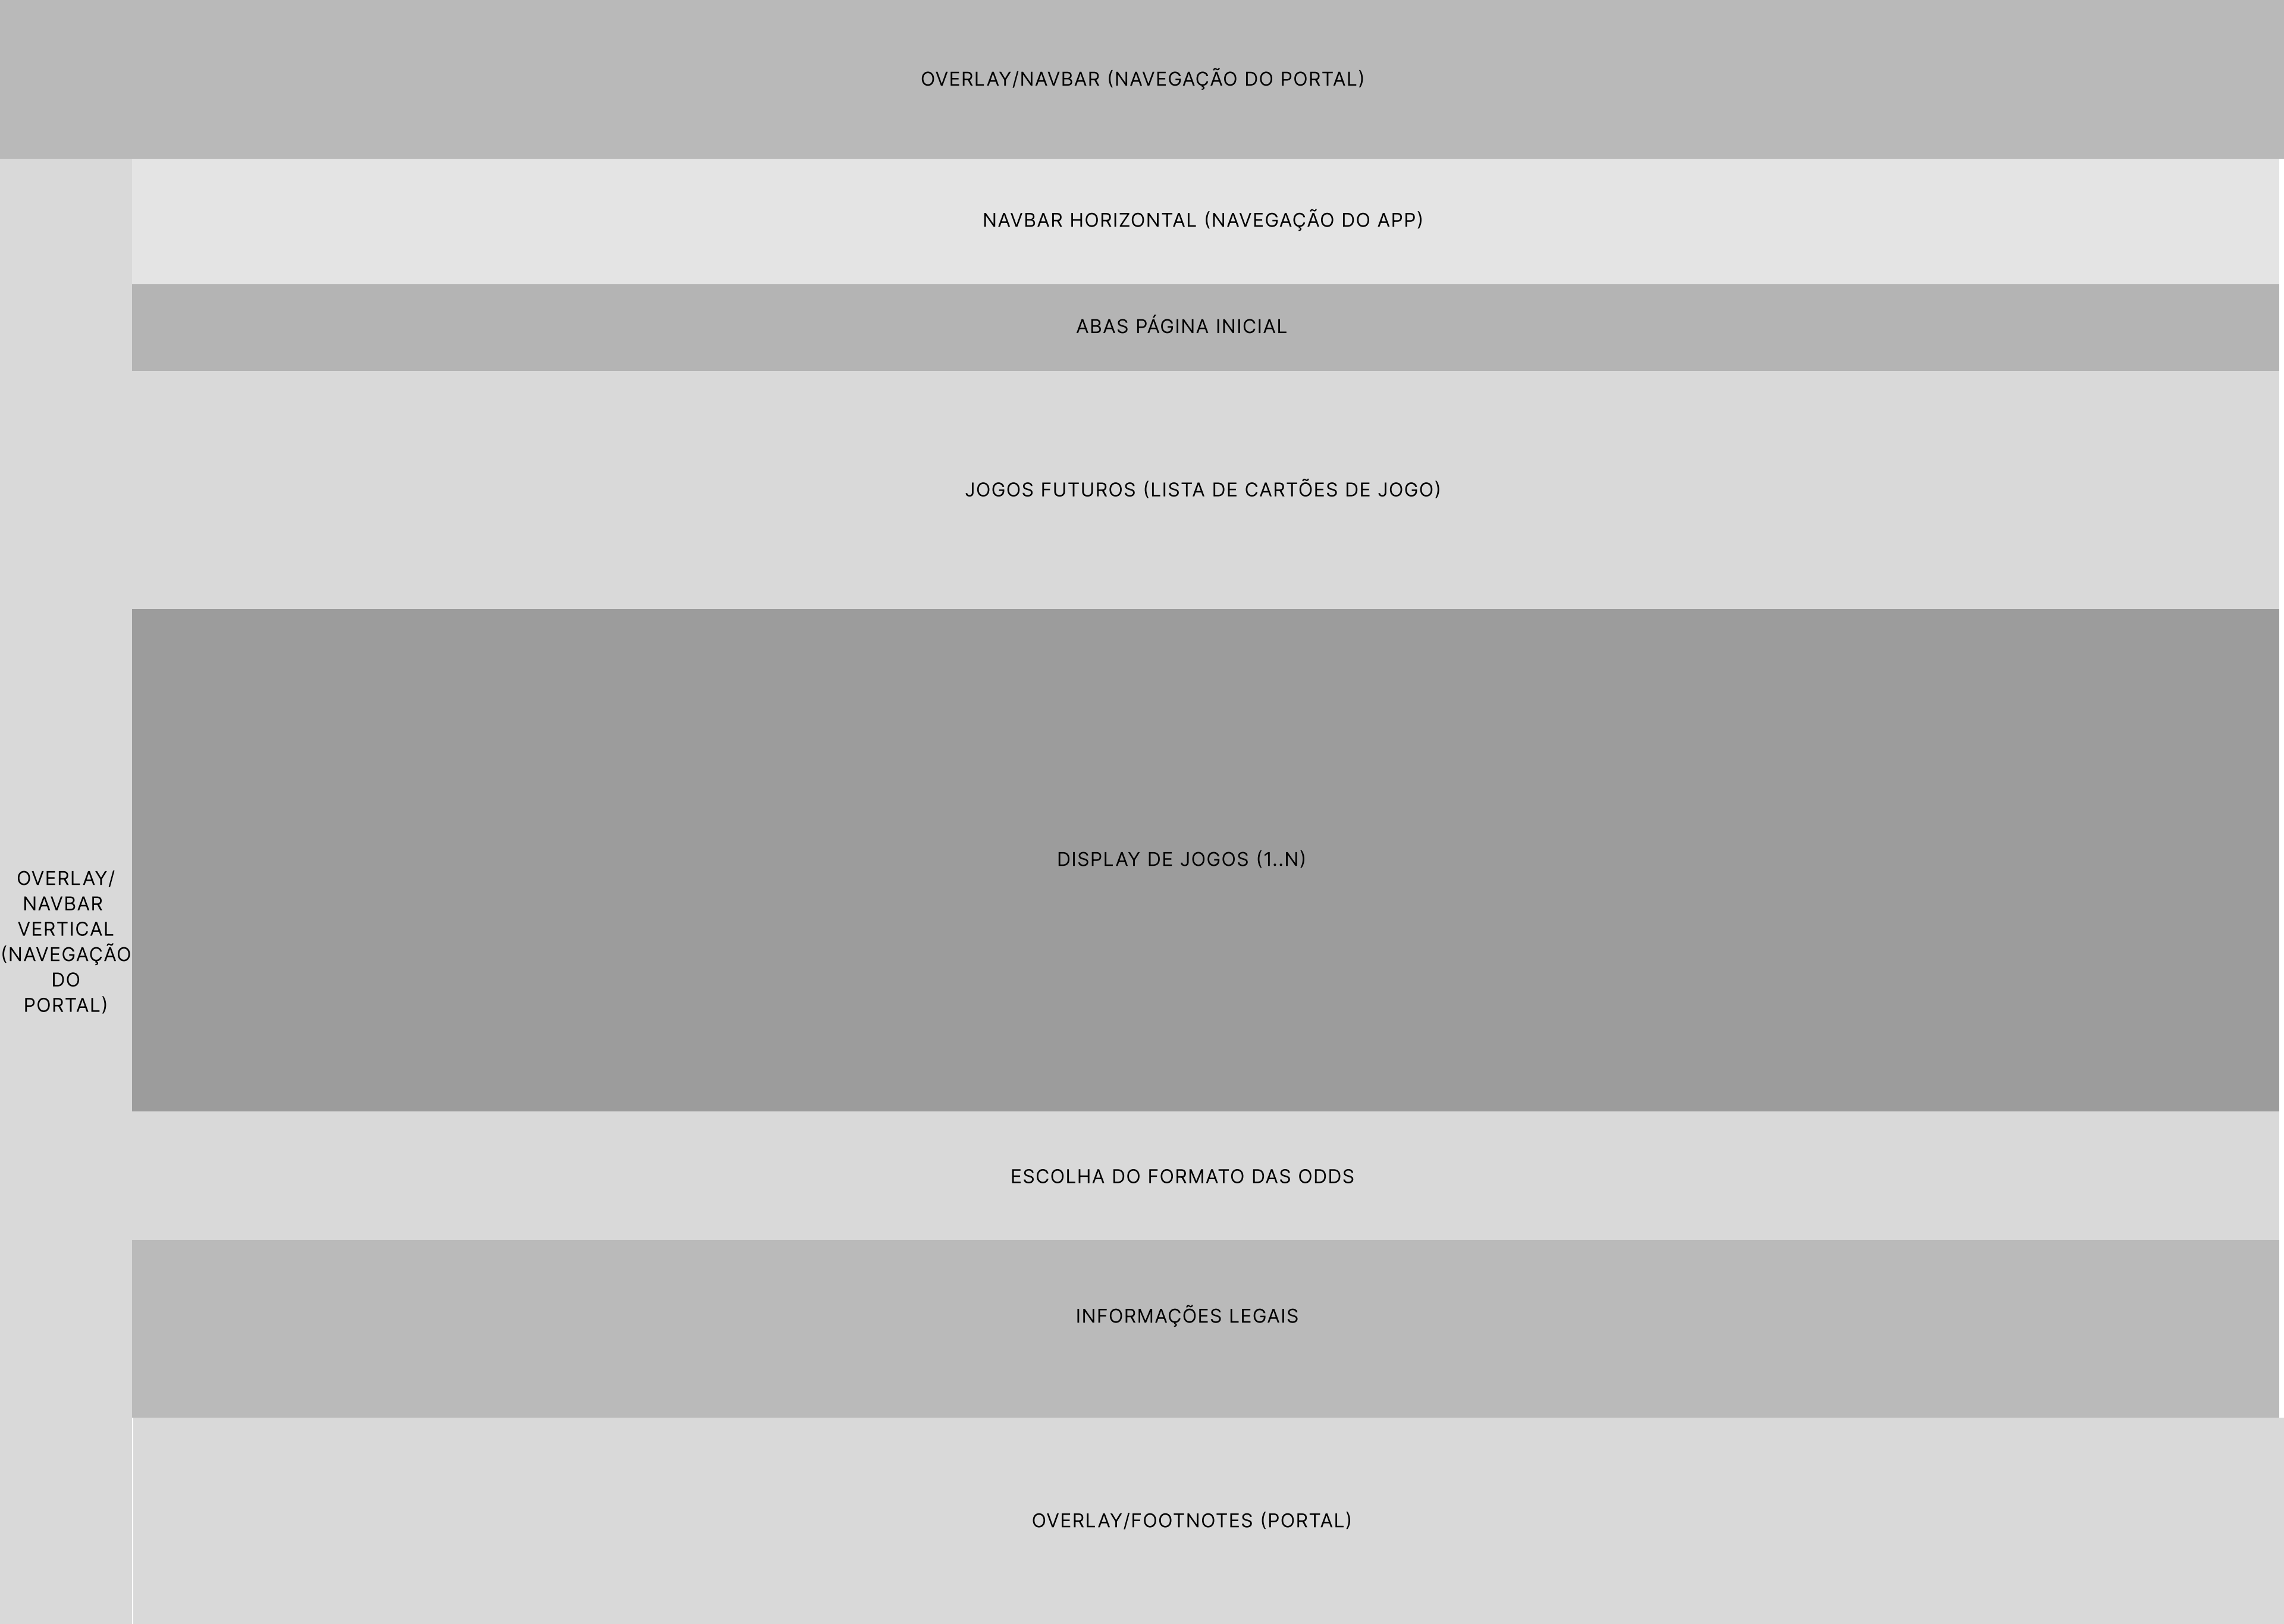 OVERLAY/NAVBAR (NAVEGAÇÃO DO PORTAL)
NAVBAR HORIZONTAL (NAVEGAÇÃO DO APP)
ABAS PÁGINA INICIAL
JOGOS FUTUROS (LISTA DE CARTÕES DE JOGO)
DISPLAY DE JOGOS (1..N)
OVERLAY/
NAVBAR
VERTICAL
(NAVEGAÇÃO
DO
PORTAL)
ESCOLHA DO FORMATO DAS ODDS
INFORMAÇÕES LEGAIS
OVERLAY/FOOTNOTES (PORTAL)